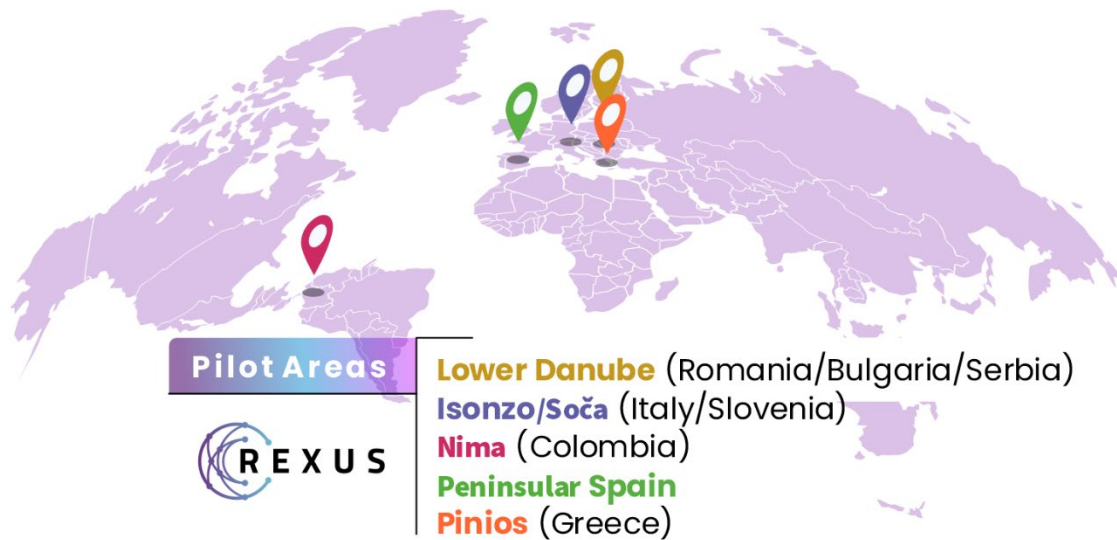 Pilot Areas
REXUS
Lower Danube (Romania/Bulgaria/Serbia)
Isonzo/Soča (Italy/Slovenia)
Nima (Colombia)
Peninsular Spain
Pinios (Greece)